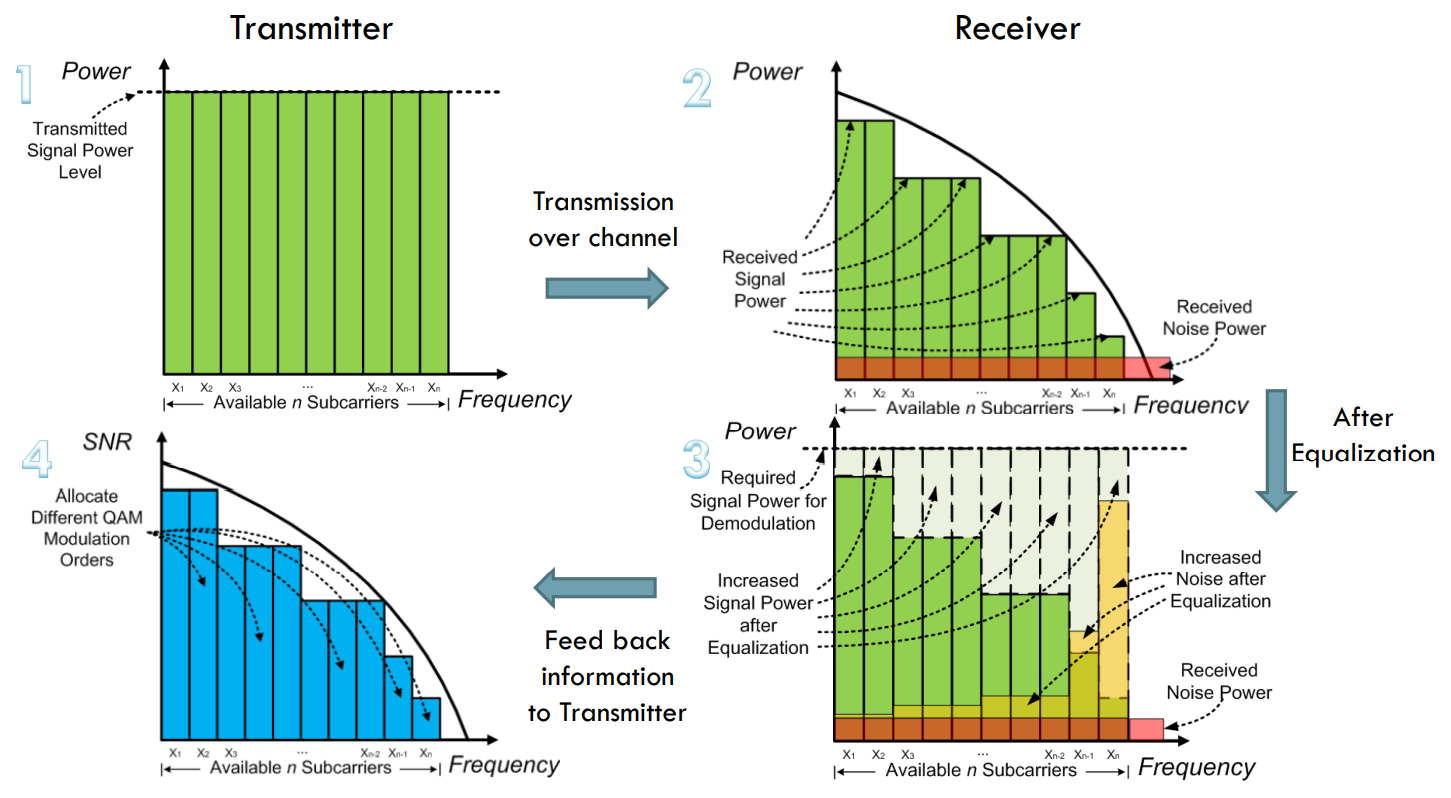 Transmitter
Receiver
1
Power
Transmitted
Signal Power
Level
X1 X2 X3 ... Xn-2 Xn-1 Xn
Available n Subcarriers
Frequency
Transmission
over channel
2
Power
Received
Signal
Power
Received
Noise Power
X1 X2 X3 ... Xn-2 Xn-1 Xn
Available n Subcarriers
Frequency
After
Equalization
3
Power
Required
Signal Power for
Demodulation
Increased
Signal Power
after
Equalization
Increased
Noise after
Equalization
Received
Noise Power
X1 X2 X3 ... Xn-2 Xn-1 Xn
Available n Subcarriers
Frequency
Feed back
information
to Transmitter
4
SNR
Allocate
Different QAM
Modulation
Orders
X1 X2 X3 ... Xn-2 Xn-1 Xn
Available n Subcarriers
Frequency